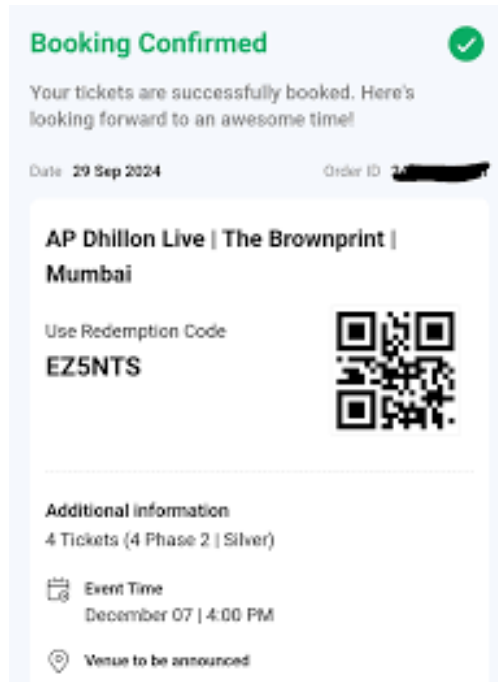 Booking Confirmed
Your tickets are successfully booked. Here's
looking forward to an awesome time!
Date 29 Sep 2024 Order ID
AP Dhillon Live | The Brownprint |
Mumbai
Use Redemption Code
EZ5NTS
Additional information
4 Tickets (4 Phase 2 | Silver)
Event Time
December 07 | 4:00 PM
Venue to be announced